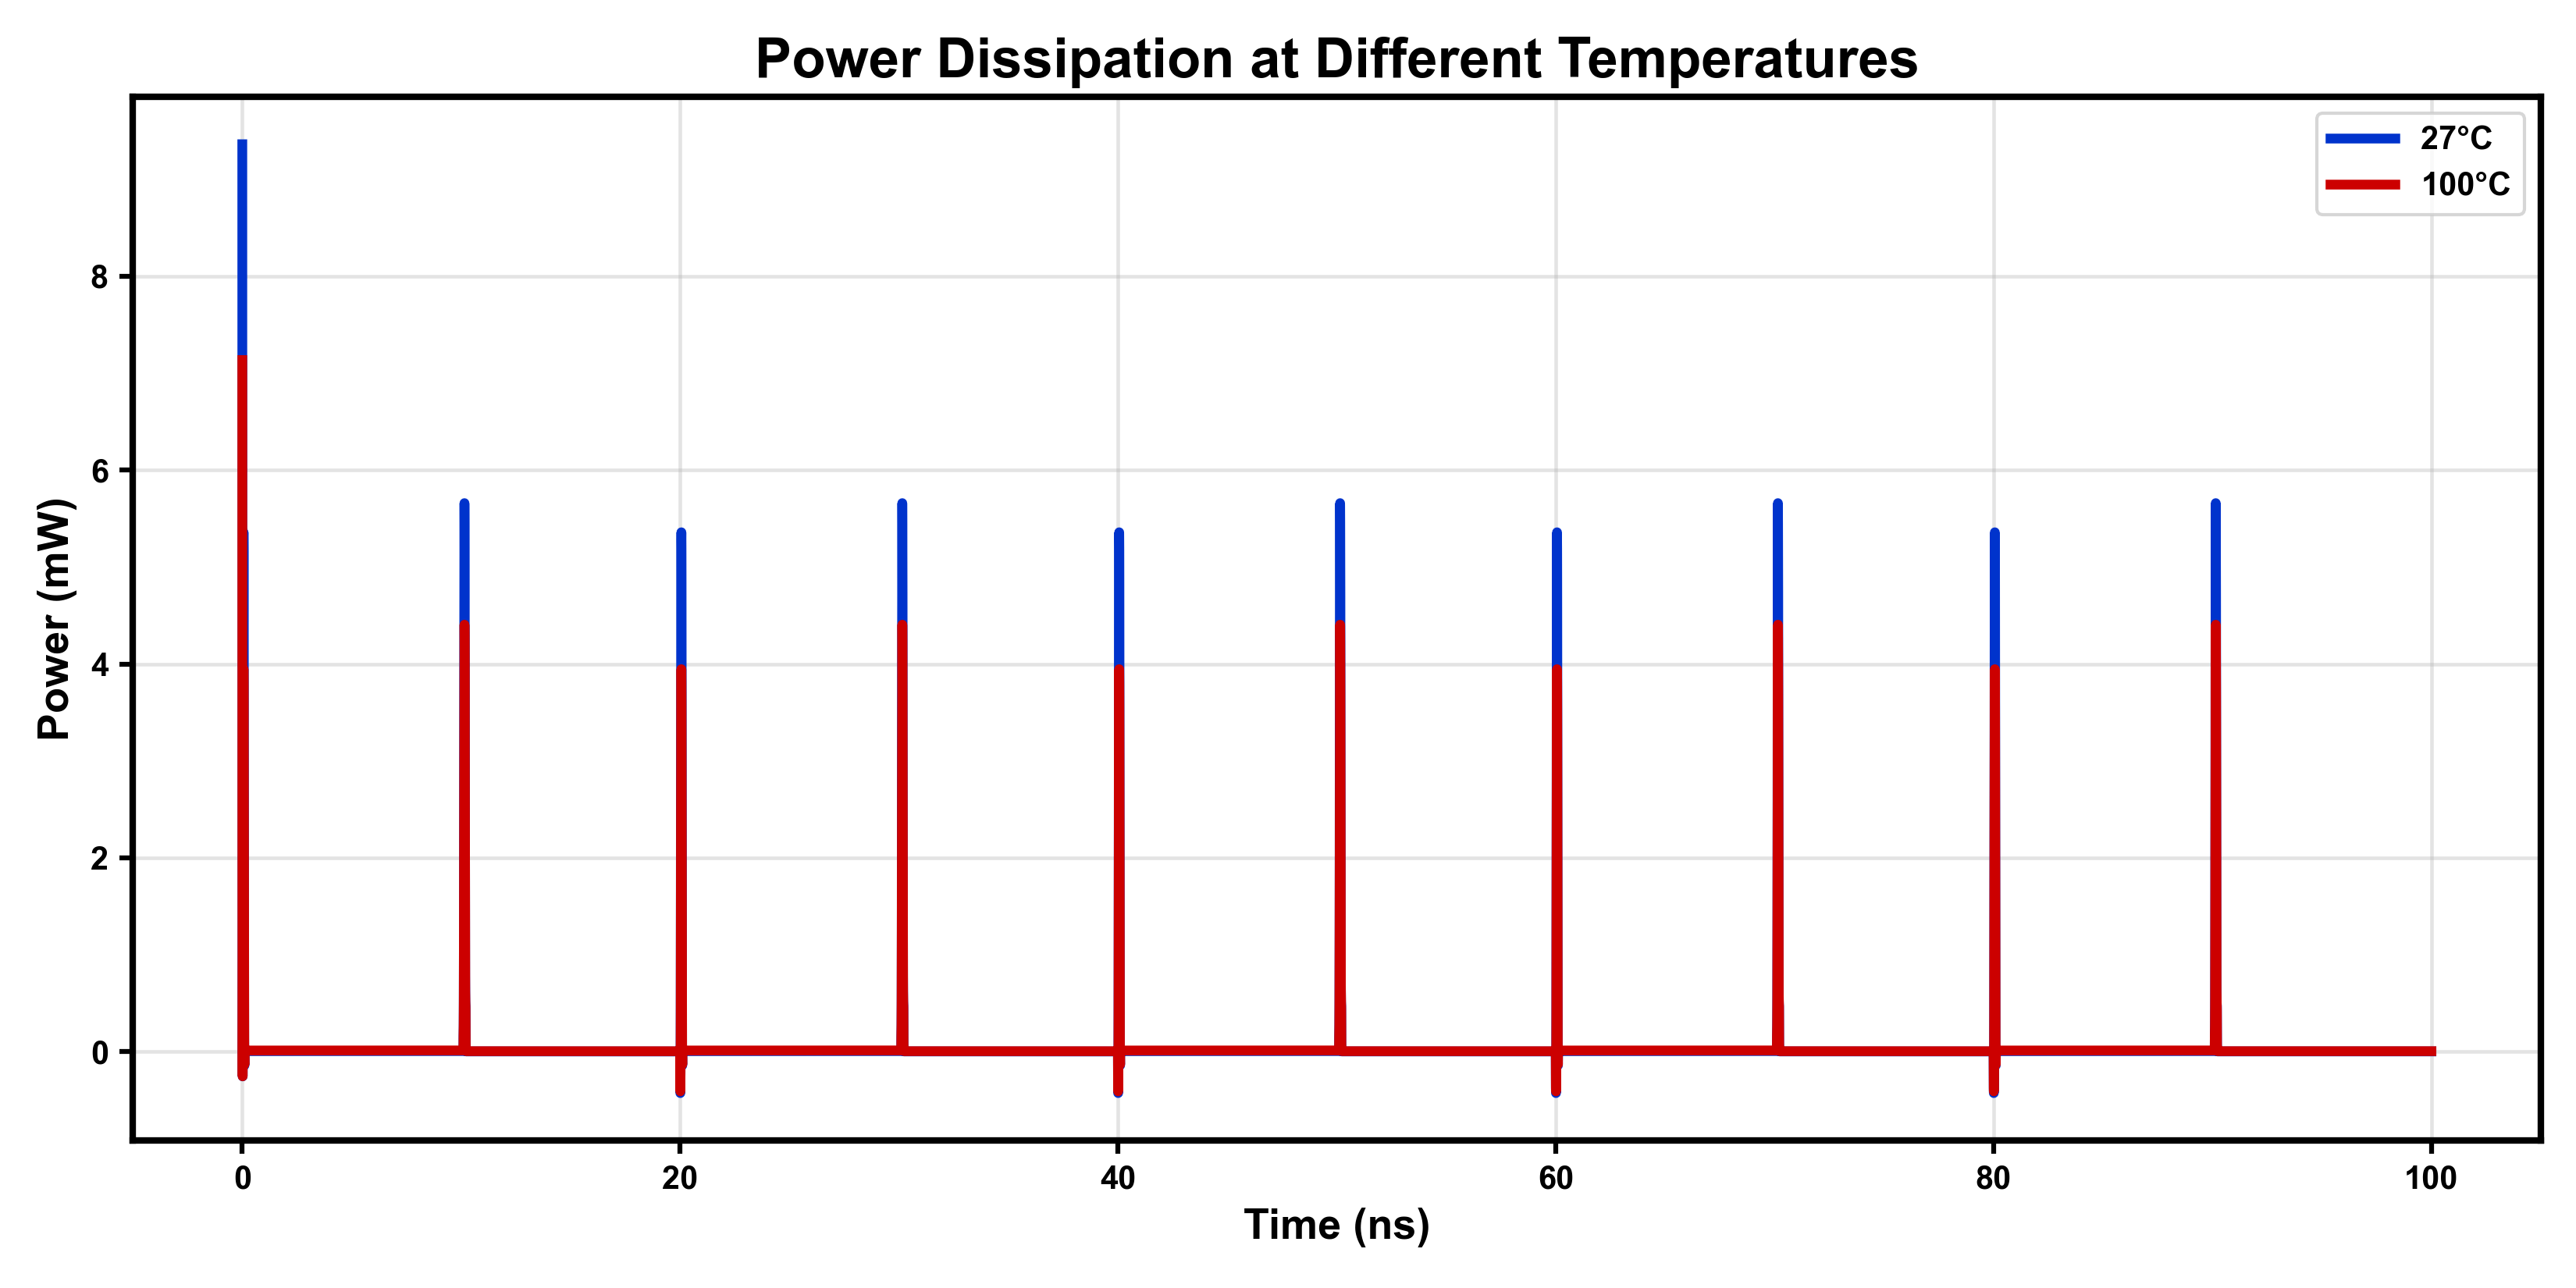 Power Dissipation at Different Temperatures
27°C
100°C
8
6
4
2
0
Power (mW)
0 20 40 60 80 100
Time (ns)